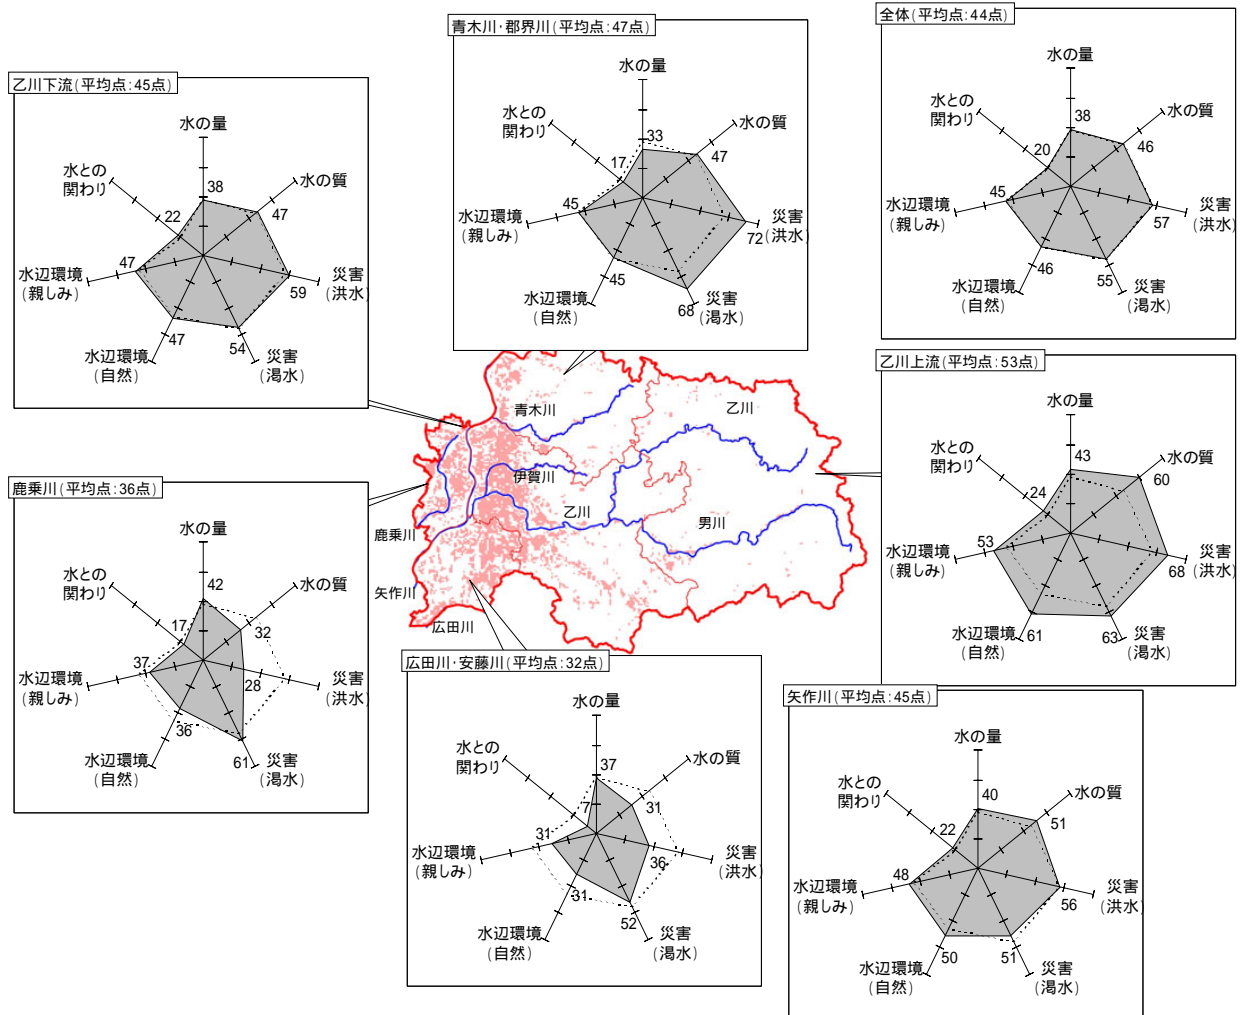 青木川・郡界川(平均点:47点)
水の量
水との
関わり
水の質
33
17
47
45
水辺環境
(親しみ)
72
災害
(洪水)
45
68
水辺環境
(自然)
災害
(渇水)
全体(平均点:44点)
水の量
水との
関わり
水の質
38
20
46
45
水辺環境
(親しみ)
57
災害
(洪水)
46
55
水辺環境
(自然)
災害
(渇水)
乙川下流(平均点:45点)
水の量
水との
関わり
水の質
38
22
47
47
水辺環境
(親しみ)
59
災害
(洪水)
47
54
水辺環境
(自然)
災害
(渇水)
乙川上流(平均点:53点)
水の量
水との
関わり
水の質
43
24
60
53
水辺環境
(親しみ)
68
災害
(洪水)
61
63
水辺環境
(自然)
災害
(渇水)
青木川
乙川
伊賀川
乙川
男川
鹿乗川
矢作川
広田川
鹿乗川(平均点:36点)
水の量
水との
関わり
水の質
42
17
32
37
水辺環境
(親しみ)
28
災害
(洪水)
36
61
水辺環境
(自然)
災害
(渇水)
広田川・安藤川(平均点:32点)
水の量
水との
関わり
水の質
37
7
31
31
水辺環境
(親しみ)
36
災害
(洪水)
31
52
水辺環境
(自然)
災害
(渇水)
矢作川(平均点:45点)
水の量
水との
関わり
水の質
40
22
51
48
水辺環境
(親しみ)
56
災害
(洪水)
50
51
水辺環境
(自然)
災害
(渇水)